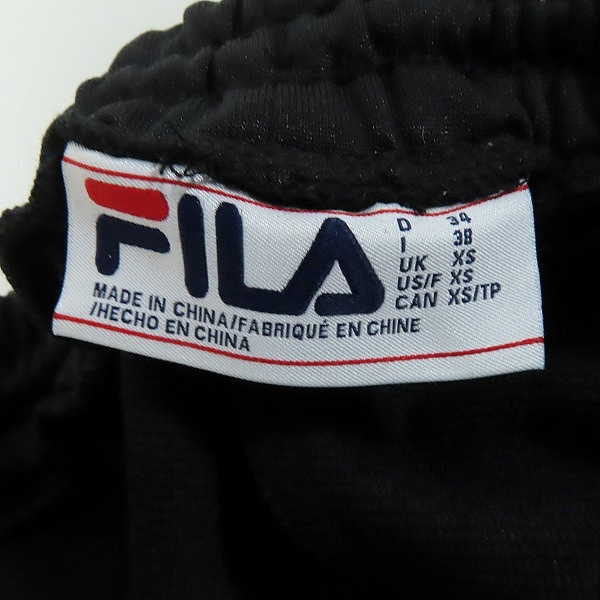 FILA
D 34
I 38
UK XS
US/F XS
CAN XS/TP
MADE IN CHINA/FABRIQUÉ EN CHINE
/HECHO EN CHINA